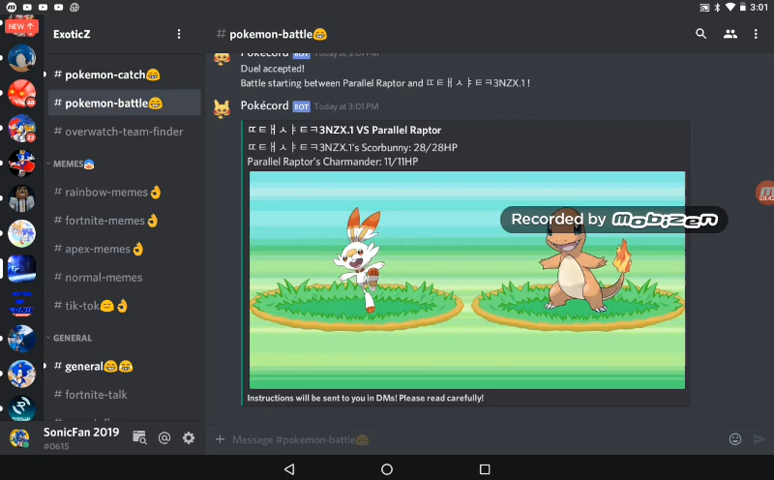 3:01
NEW ↑
ExoticZ
# pokemon-catch😂
# pokemon-battle😂
# overwatch-team-finder
MEMES🤡
# rainbow-memes👌
# fortnite-memes👌
# apex-memes👌
# normal-memes
# tik-tok😑👌
GENERAL
# general😂😂
# fortnite-talk
SonicFan 2019
#0615
# pokemon-battle😂
Pokécord BOT Today at 3:01 PM
Duel accepted!
Battle starting between Parallel Raptor and ㄸㅌㅐㅅㅑㅌㅋ3NZX.1 !
Pokécord BOT Today at 3:01 PM
ㄸㅌㅐㅅㅑㅌㅋ3NZX.1 VS Parallel Raptor
ㄸㅌㅐㅅㅑㅌㅋ3NZX.1's Scorbunny: 28/28HP
Parallel Raptor's Charmander: 11/11HP
Recorded by mobizen
Instructions will be sent to you in DMs! Please read carefully!
Message #pokemon-battle😂